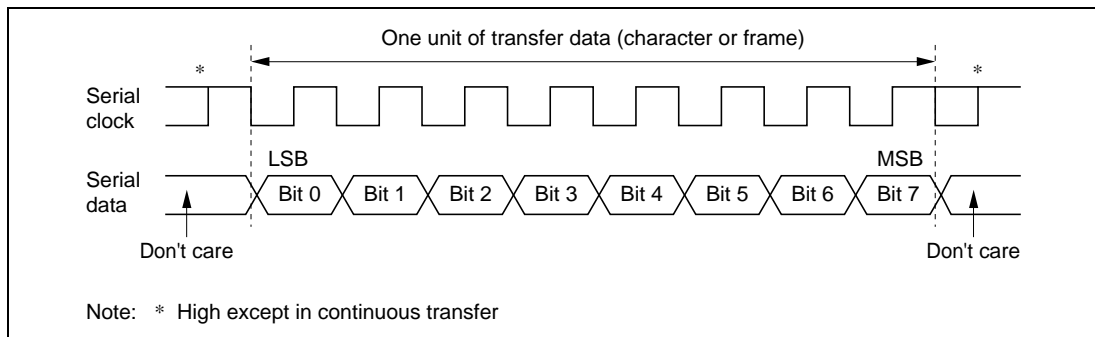 One unit of transfer data (character or frame)
* *
Serial
clock
LSB MSB
Serial
data
Bit 0 Bit 1 Bit 2 Bit 3 Bit 4 Bit 5 Bit 6 Bit 7
Don't care Don't care
Note: * High except in continuous transfer